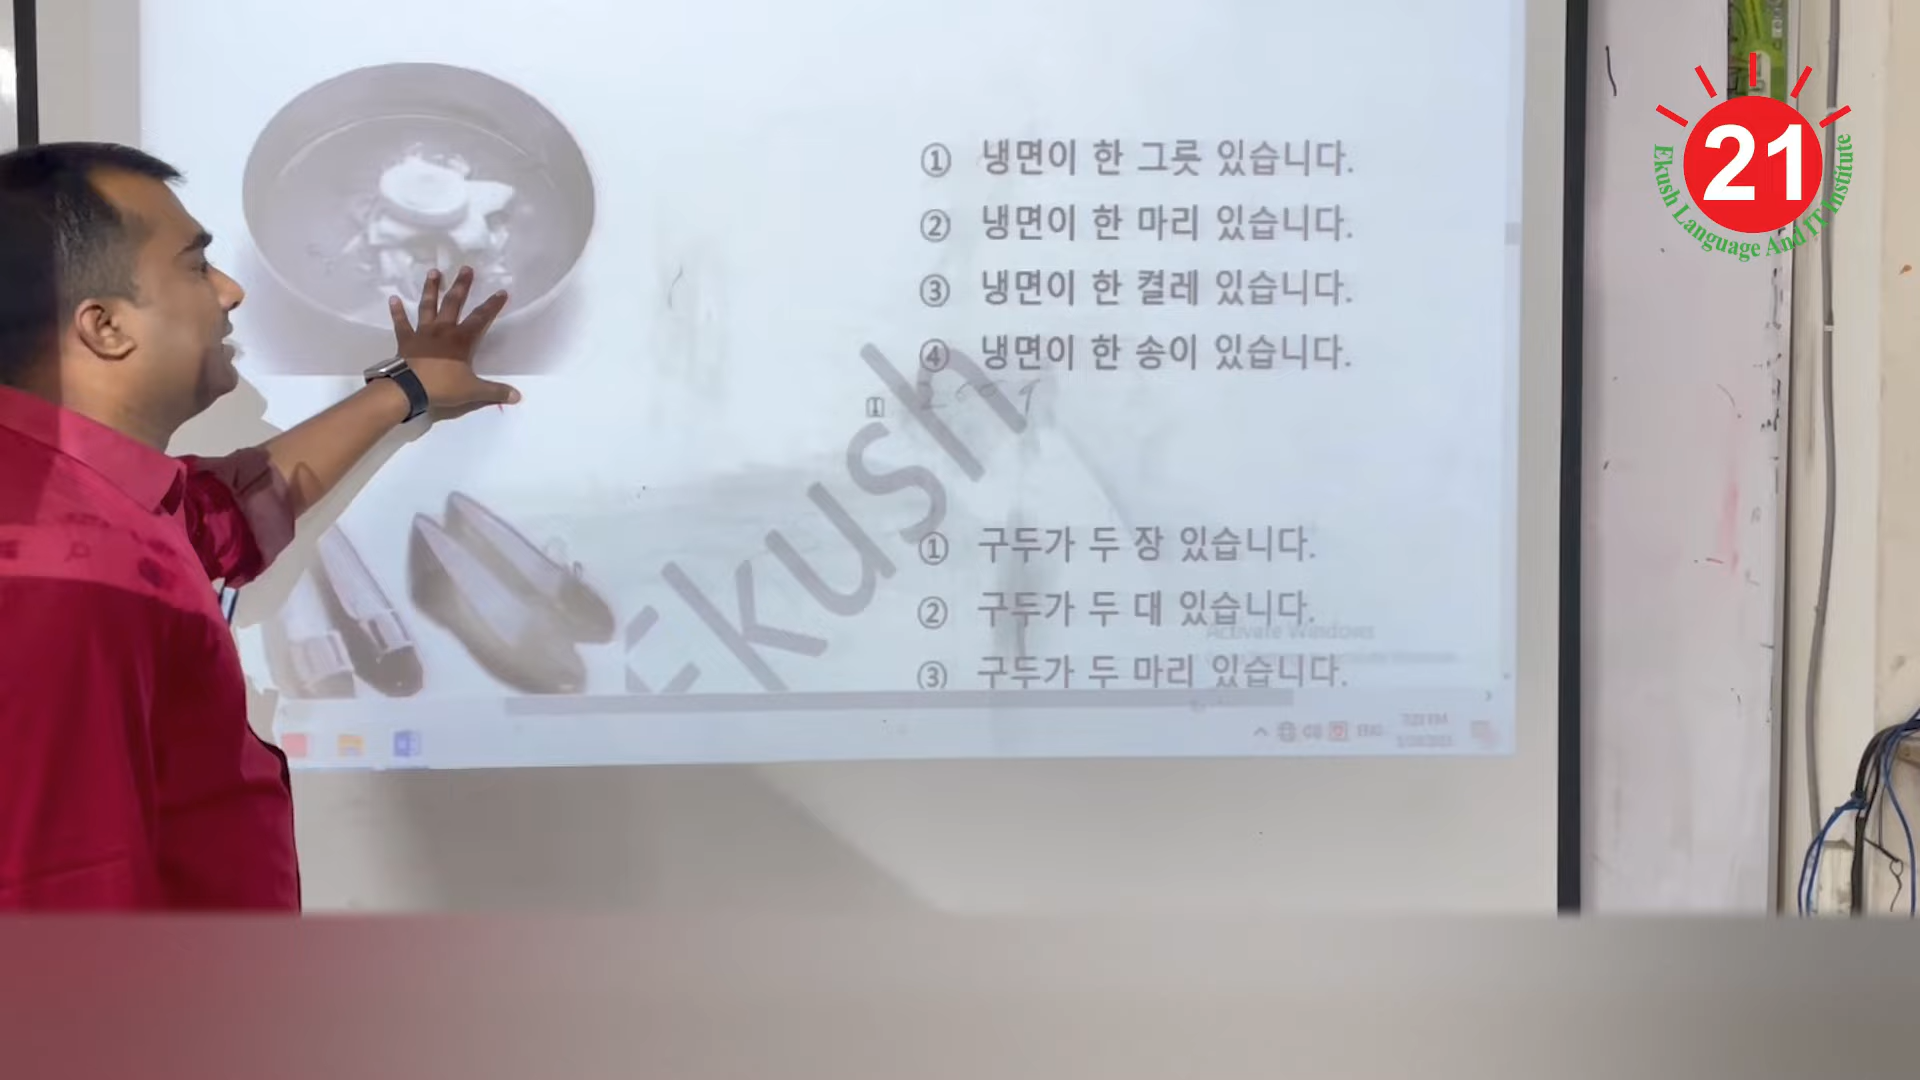 ① 냉면이 한 그릇 있습니다.
② 냉면이 한 마리 있습니다.
③ 냉면이 한 켤레 있습니다.
④ 냉면이 한 송이 있습니다.
①
① 구두가 두 장 있습니다.
② 구두가 두 대 있습니다.
③ 구두가 두 마리 있습니다.
Ekush
Activate Windows
ENG
21
Ekush Language And IT Institute